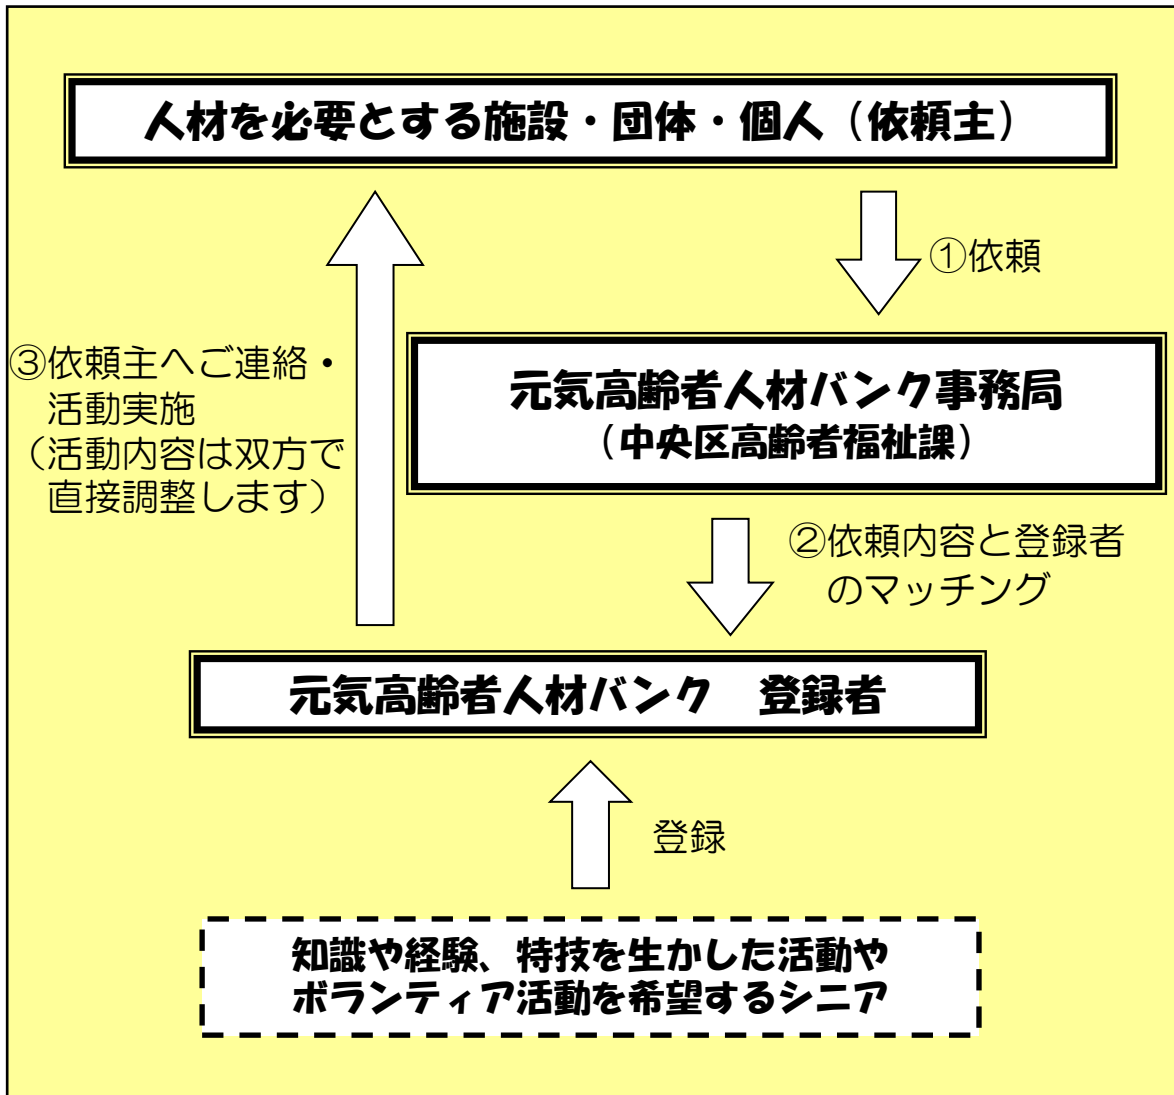 人材を必要とする施設・団体・個人（依頼主）
①依頼
③依頼主へご連絡・
活動実施
（活動内容は双方で
直接調整します）
元気高齢者人材バンク事務局
（中央区高齢者福祉課）
②依頼内容と登録者
のマッチング
元気高齢者人材バンク　登録者
登録
知識や経験、特技を生かした活動や
ボランティア活動を希望するシニア